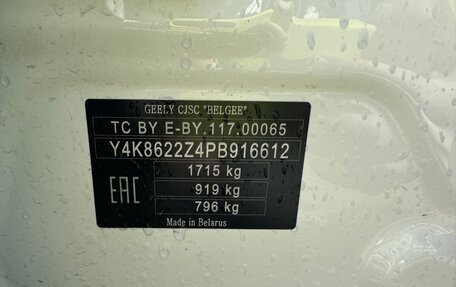 GEELY CJSC "BELGEE"
TC BY E-BY.117.00065
Y4K8622Z4PB916612
1715 kg
919 kg
796 kg
EAC
Made in Belarus